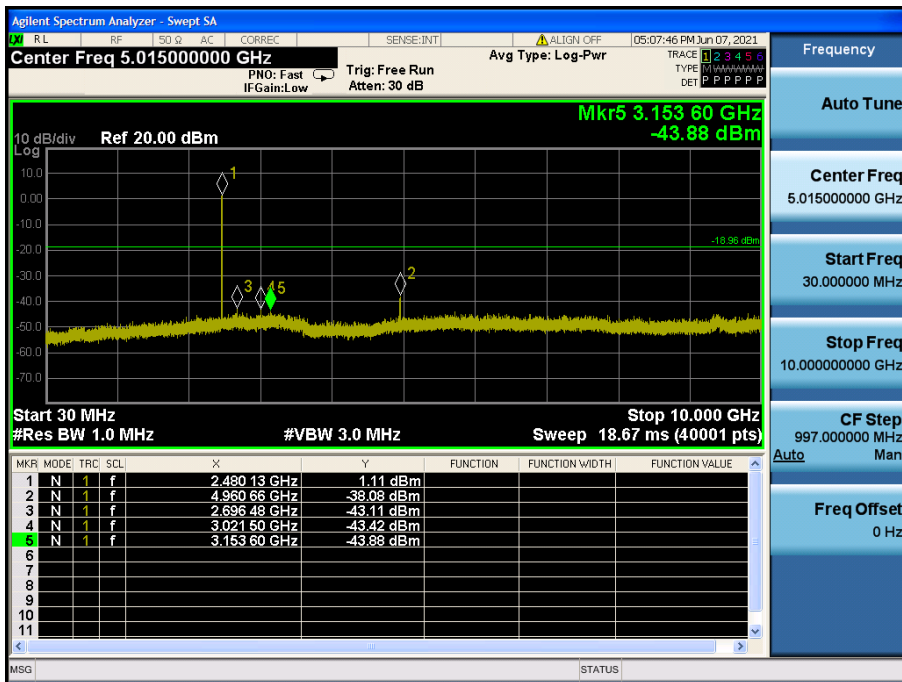 Agilent Spectrum Analyzer - Swept SA
LXI RL RF 50 Ω AC CORREC SENSE:INT ALIGN OFF 05:07:46 PM Jun 07, 2021
Center Freq 5.015000000 GHz
PNO: Fast
IFGain:Low
Trig: Free Run
Atten: 30 dB
Avg Type: Log-Pwr
TRACE 1 2 3 4 5 6
TYPE M WWWWW
DET P P P P P P
Mkr5 3.153 60 GHz
-43.88 dBm
10 dB/div Ref 20.00 dBm
Log
10.0
0.00
-10.0
-20.0
-30.0
-40.0
-50.0
-60.0
-70.0
-18.96 dBm
1
2
3
4 5
Start 30 MHz Stop 10.000 GHz
#Res BW 1.0 MHz #VBW 3.0 MHz Sweep 18.67 ms (40001 pts)
MKR MODE TRC SCL X Y FUNCTION FUNCTION WIDTH FUNCTION VALUE
1 N 1 f 2.480 13 GHz 1.11 dBm
2 N 1 f 4.960 66 GHz -38.08 dBm
3 N 1 f 2.696 48 GHz -43.11 dBm
4 N 1 f 3.021 50 GHz -43.42 dBm
5 N 1 f 3.153 60 GHz -43.88 dBm
6
7
8
9
10
11
MSG STATUS
Frequency
Auto Tune
Center Freq
5.015000000 GHz
Start Freq
30.000000 MHz
Stop Freq
10.000000000 GHz
CF Step
997.000000 MHz
Auto Man
Freq Offset
0 Hz